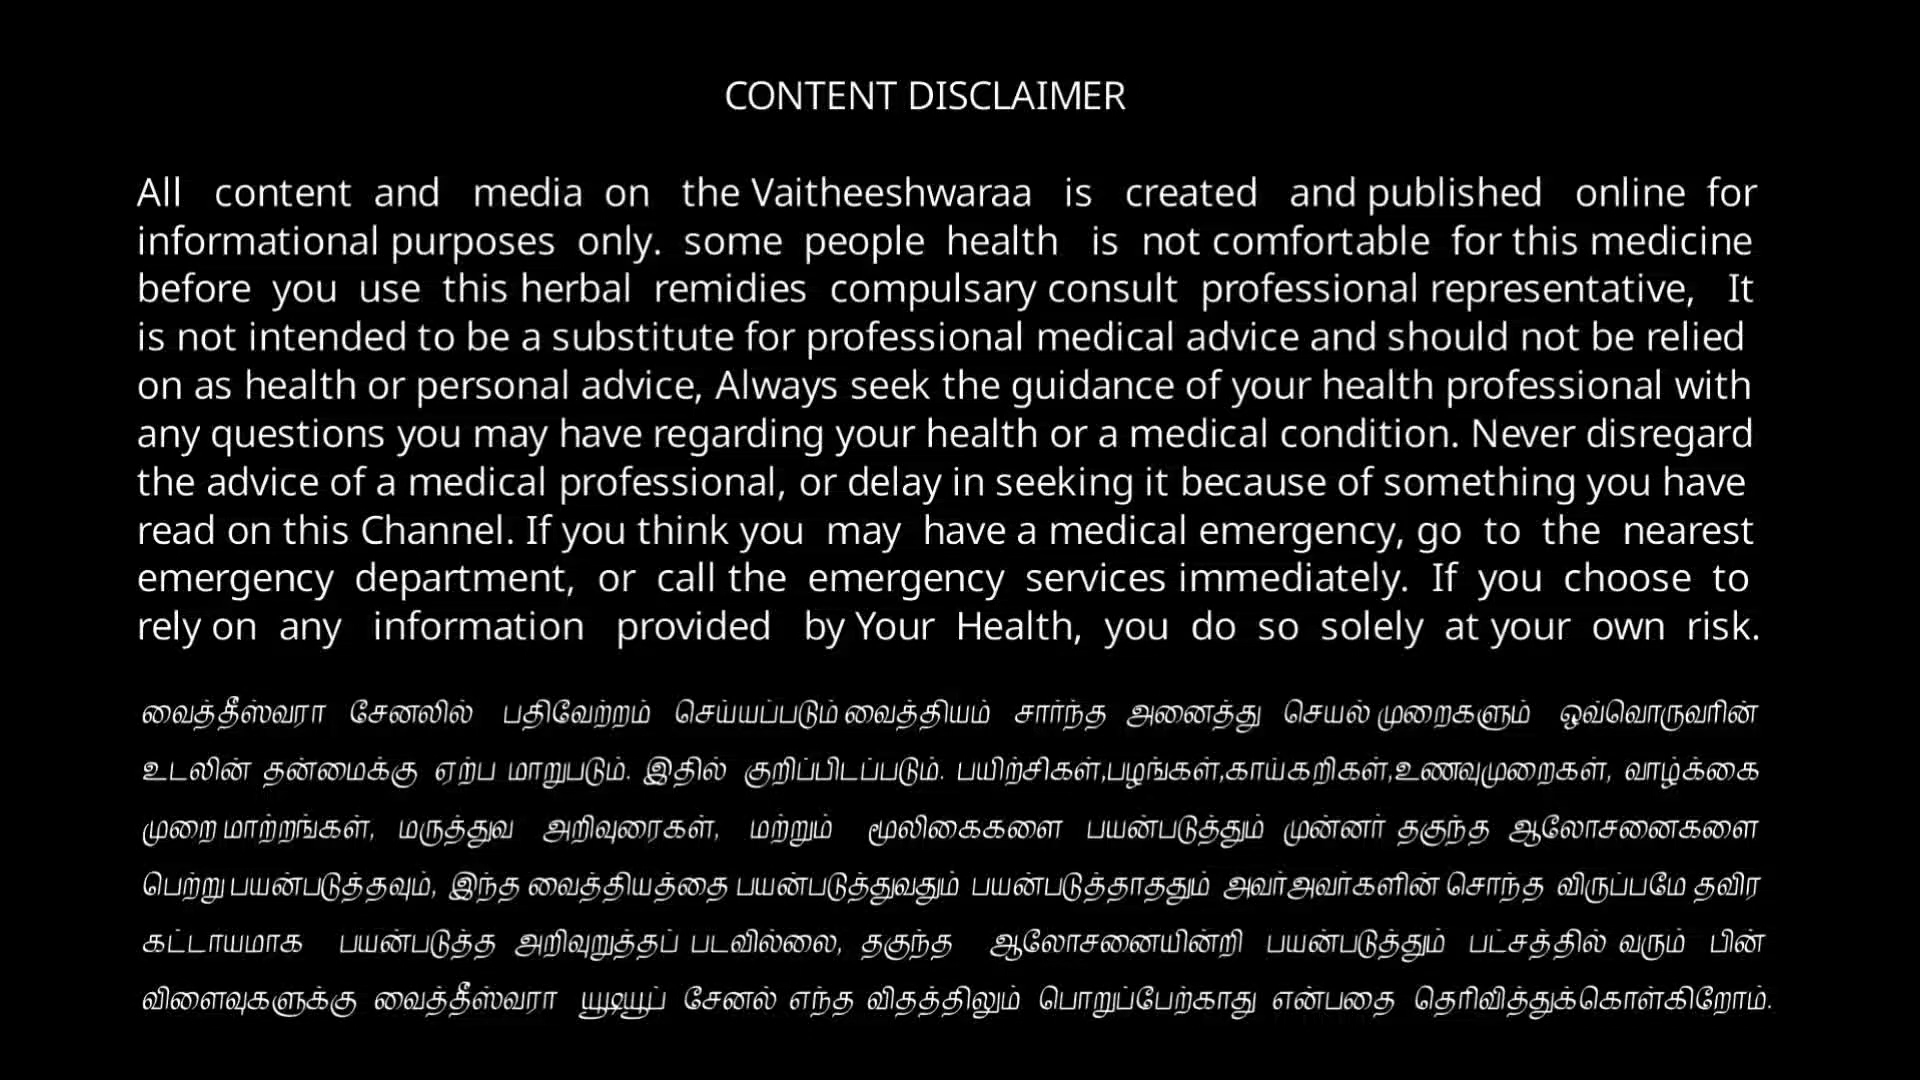 CONTENT DISCLAIMER
All content and media on the Vaitheeshwaraa is created and published online for
informational purposes only. some people health is not comfortable for this medicine
before you use this herbal remidies compulsary consult professional representative, It
is not intended to be a substitute for professional medical advice and should not be relied
on as health or personal advice, Always seek the guidance of your health professional with
any questions you may have regarding your health or a medical condition. Never disregard
the advice of a medical professional, or delay in seeking it because of something you have
read on this Channel. If you think you may have a medical emergency, go to the nearest
emergency department, or call the emergency services immediately. If you choose to
rely on any information provided by Your Health, you do so solely at your own risk.
வைத்தீஸ்வரா சேனலில் பதிவேற்றம் செய்யப்படும் வைத்தியம் சார்ந்த அனைத்து செயல் முறைகளும் ஒவ்வொருவரின்
உடலின் தன்மைக்கு ஏற்ப மாறுபடும். இதில் குறிப்பிடப்படும். பயிற்சிகள்,பழங்கள்,காய்கறிகள்,உணவுமுறைகள், வாழ்க்கை
முறை மாற்றங்கள், மருத்துவ அறிவுரைகள், மற்றும் மூலிகைகளை பயன்படுத்தும் முன்னர் தகுந்த ஆலோசனைகளை
பெற்று பயன்படுத்தவும், இந்த வைத்தியத்தை பயன்படுத்துவதும் பயன்படுத்தாததும் அவர்அவர்களின் சொந்த விருப்பமே தவிர
கட்டாயமாக பயன்படுத்த அறிவுறுத்தப் படவில்லை, தகுந்த ஆலோசனையின்றி பயன்படுத்தும் பட்சத்தில் வரும் பின்
விளைவுகளுக்கு வைத்தீஸ்வரா யூடியூப் சேனல் எந்த விதத்திலும் பொறுப்பேற்காது என்பதை தெரிவித்துக்கொள்கிறோம்.